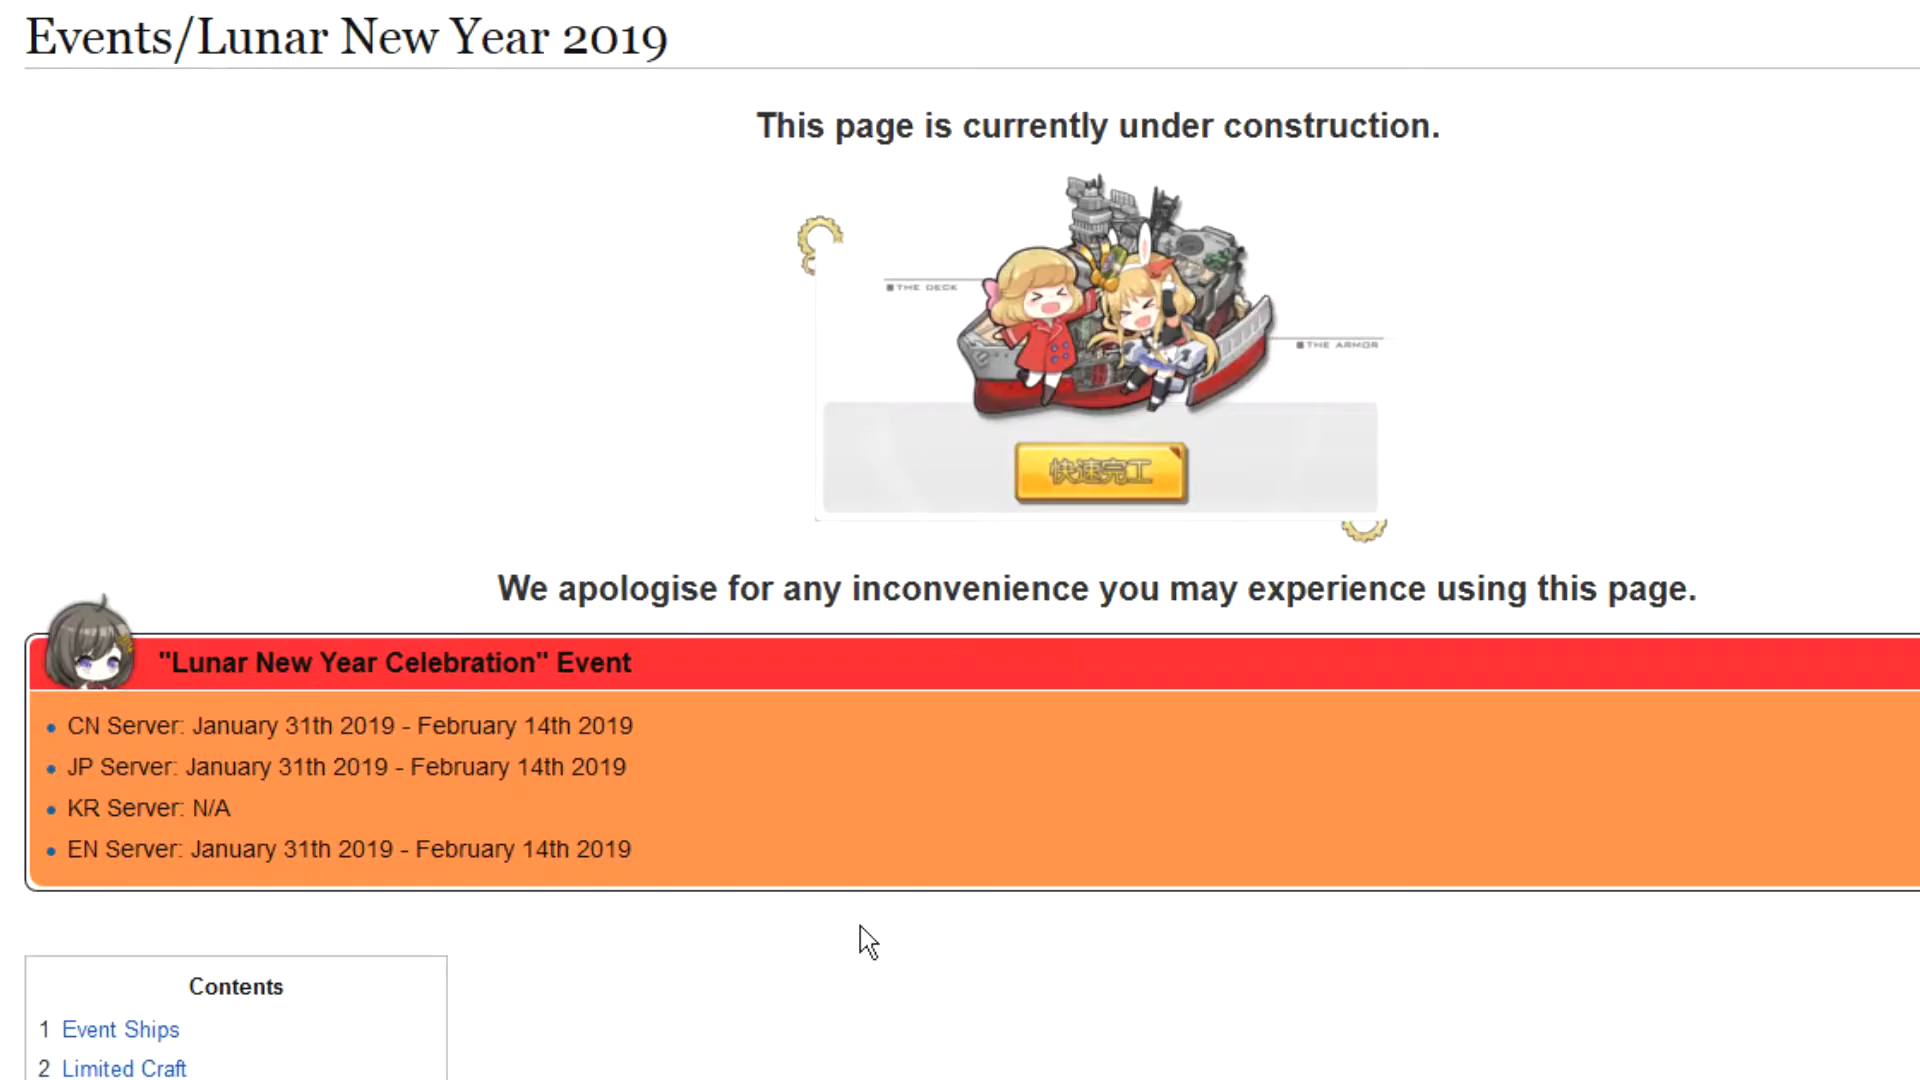 Events/Lunar New Year 2019
This page is currently under construction.
THE DECK
THE ARMOR
快速完工
We apologise for any inconvenience you may experience using this page.
"Lunar New Year Celebration" Event
CN Server: January 31th 2019 - February 14th 2019
JP Server: January 31th 2019 - February 14th 2019
KR Server: N/A
EN Server: January 31th 2019 - February 14th 2019
Contents
1 Event Ships
2 Limited Craft